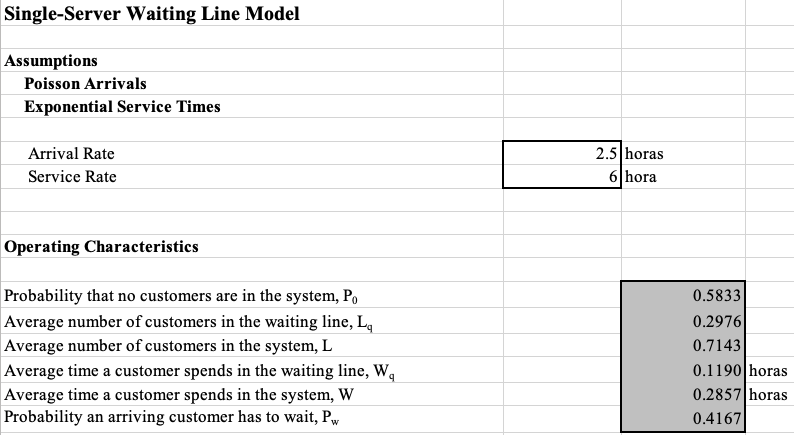 Single-Server Waiting Line Model
Assumptions
Poisson Arrivals
Exponential Service Times
Arrival Rate 2.5 horas
Service Rate 6 hora
Operating Characteristics
Probability that no customers are in the system, P₀ 0.5833
Average number of customers in the waiting line, Lq 0.2976
Average number of customers in the system, L 0.7143
Average time a customer spends in the waiting line, Wq 0.1190 horas
Average time a customer spends in the system, W 0.2857 horas
Probability an arriving customer has to wait, Pw 0.4167